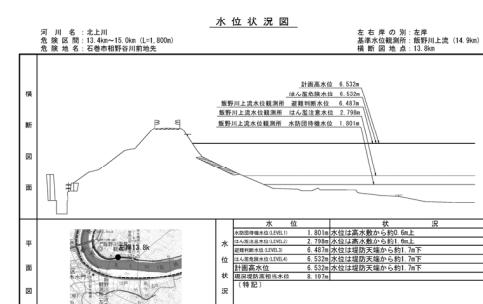 水位状況図
河川名：北上川
危険区間：13.4km～15.0km (L=1,800m)
危険地名：石巻市相野谷川前地先
左右岸の別：左岸
基準水位観測所：飯野川上流 (14.9km)
横断図地点：13.8km
横断図面
計画高水位 6.532m
はん濫危険水位 6.532m
飯野川上流水位観測所 避難判断水位 6.487m
飯野川上流水位観測所 はん濫注意水位 2.798m
飯野川上流水位観測所 水防団待機水位 1.801m
平面図
左岸13.8k
水位状況
水位 状況
水防団待機水位(LEVEL1) 1.801m 水位は高水敷から約0.6m上
はん濫注意水位(LEVEL2) 2.798m 水位は高水敷から約1.6m上
避難判断水位(LEVEL3) 6.487m 水位は堤防天端から約1.7m下
はん濫危険水位(LEVEL4) 6.532m 水位は堤防天端から約1.7m下
計画高水位 6.532m 水位は堤防天端から約1.7m下
現況堤防高相当水位 8.107m
(特記)